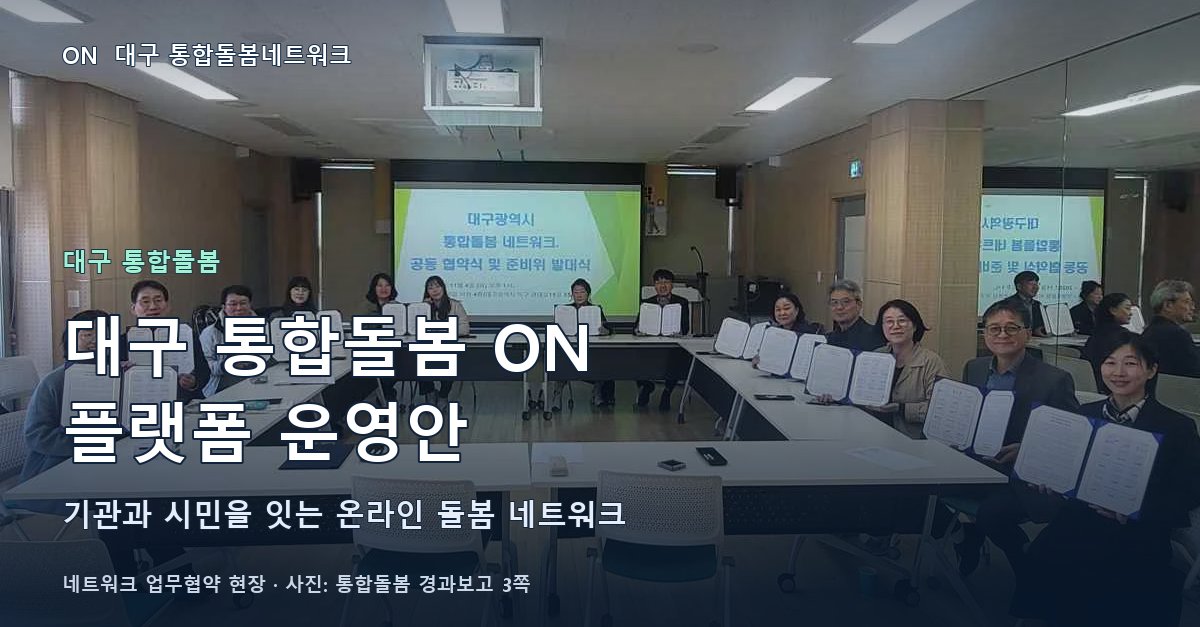 ON 대구 통합돌봄네트워크
대구광역시
통합돌봄 네트워크.
공동 협약식 및 준비위 발대식
대구 통합돌봄
대구 통합돌봄 ON
플랫폼 운영안
기관과 시민을 잇는 온라인 돌봄 네트워크
네트워크 업무협약 현장 · 사진: 통합돌봄 경과보고 3쪽